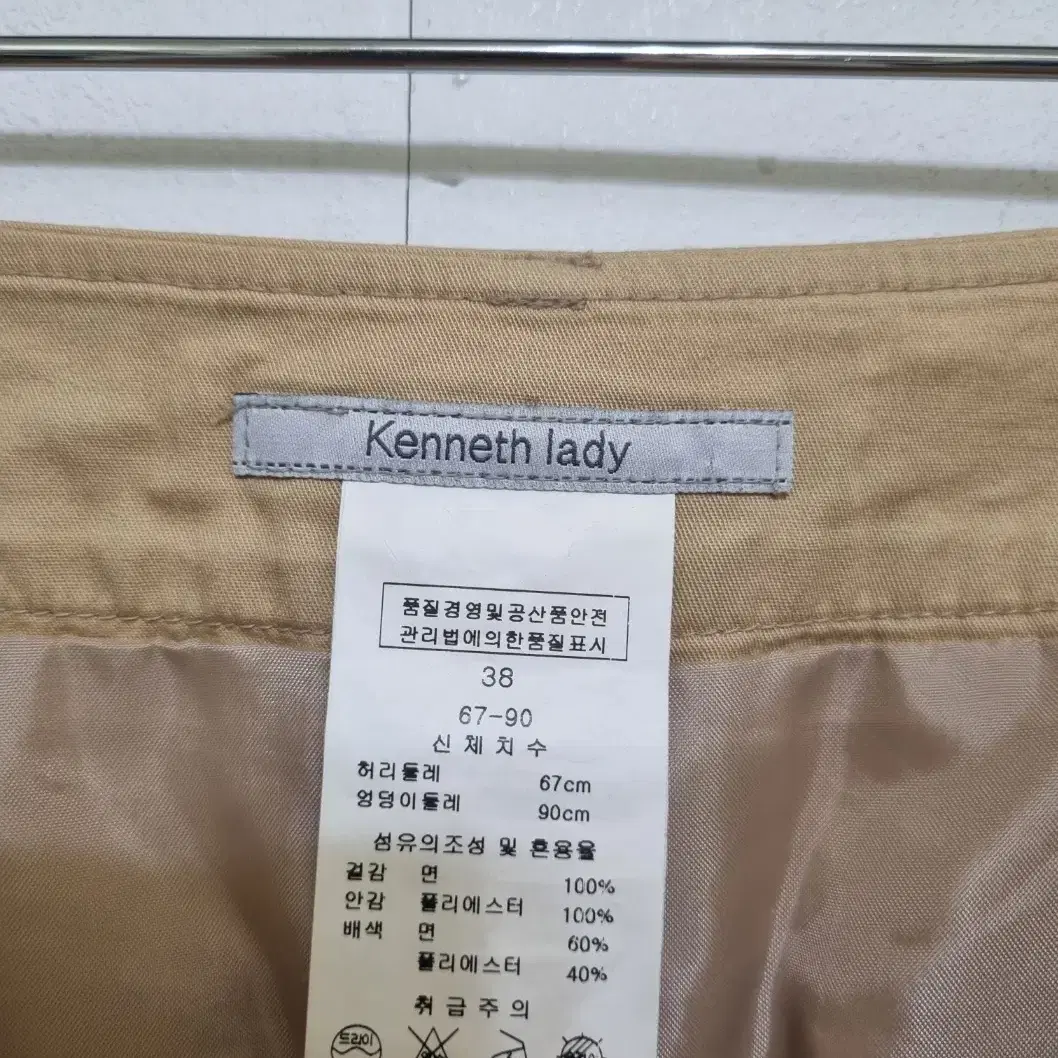 Kenneth lady
품질경영및공산품안전
관리법에의한품질표시
38
67-90
신체치수
허리둘레 67cm
엉덩이둘레 90cm
섬유의조성 및 혼용율
겉감 면 100%
안감 폴리에스터 100%
배색 면 60%
폴리에스터 40%
취급주의
드라이